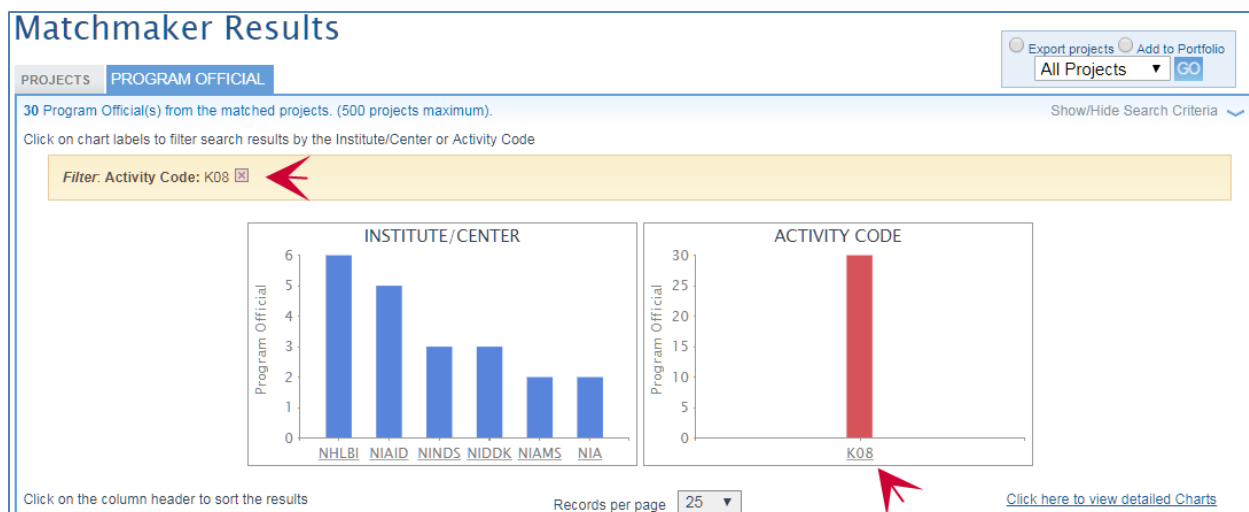 Matchmaker Results
Export projects Add to Portfolio
All Projects GO
PROJECTS PROGRAM OFFICIAL
30 Program Official(s) from the matched projects. (500 projects maximum). Show/Hide Search Criteria
Click on chart labels to filter search results by the Institute/Center or Activity Code
Filter: Activity Code: K08
INSTITUTE/CENTER
Program Official
6
5
4
3
2
1
0
NHLBI NIAID NINDS NIDDK NIAMS NIA
ACTIVITY CODE
Program Official
30
25
20
15
10
5
0
K08
Click on the column header to sort the results Records per page 25 Click here to view detailed Charts